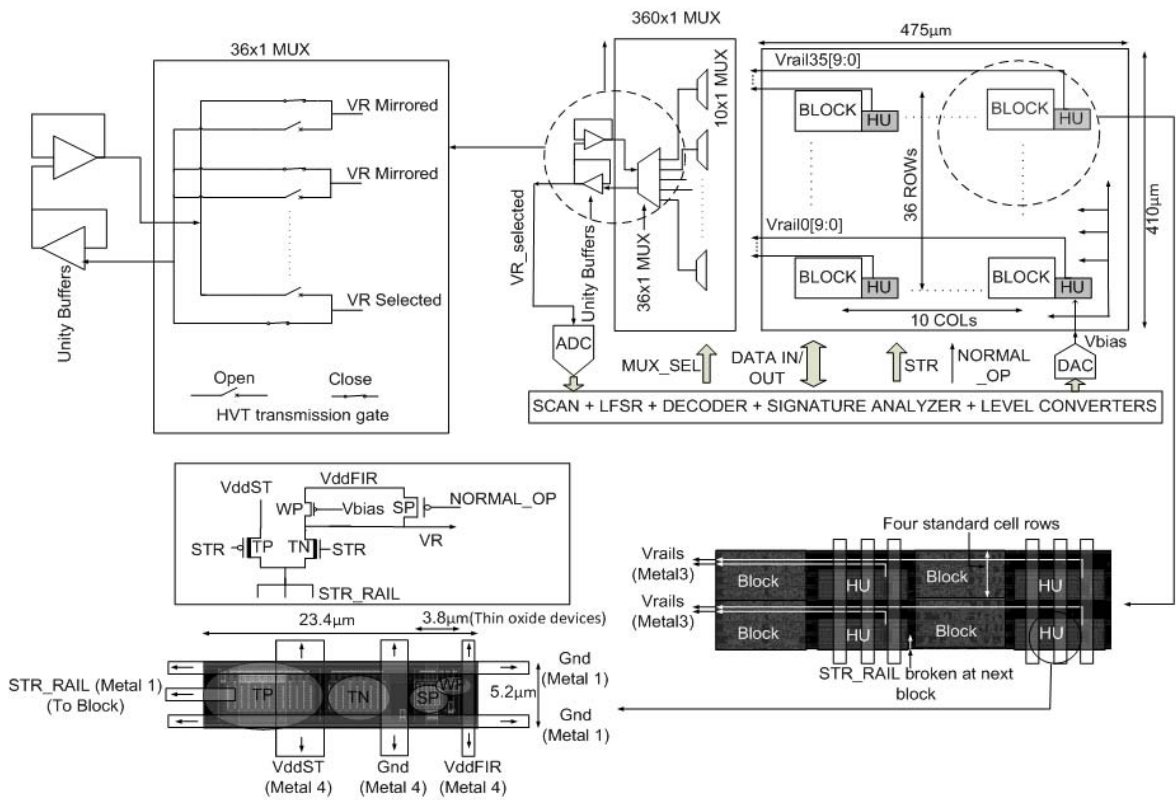 36x1 MUX
VR Mirrored
VR Mirrored
VR Selected
Unity Buffers
Open
Close
HVT transmission gate
360x1 MUX
10x1 MUX
36x1 MUX
Unity Buffers
VR_selected
ADC
475µm
410µm
Vrail35[9:0]
BLOCK
HU
BLOCK
HU
36 ROWs
Vrail0[9:0]
BLOCK
HU
BLOCK
HU
10 COLs
Vbias
DAC
MUX_SEL
DATA IN/
OUT
STR
NORMAL
_OP
SCAN + LFSR + DECODER + SIGNATURE ANALYZER + LEVEL CONVERTERS
VddFIR
VddST
WP
Vbias
SP
NORMAL_OP
VR
STR
TP
TN
STR
STR_RAIL
Four standard cell rows
Vrails
(Metal3)
Block
HU
Block
HU
Vrails
(Metal3)
Block
HU
Block
HU
STR_RAIL broken at next
block
23.4µm
3.8µm(Thin oxide devices)
STR_RAIL (Metal 1)
(To Block)
TP
TN
SP
WP
5.2µm
Gnd
(Metal 1)
Gnd
(Metal 1)
VddST
(Metal 4)
Gnd
(Metal 4)
VddFIR
(Metal 4)